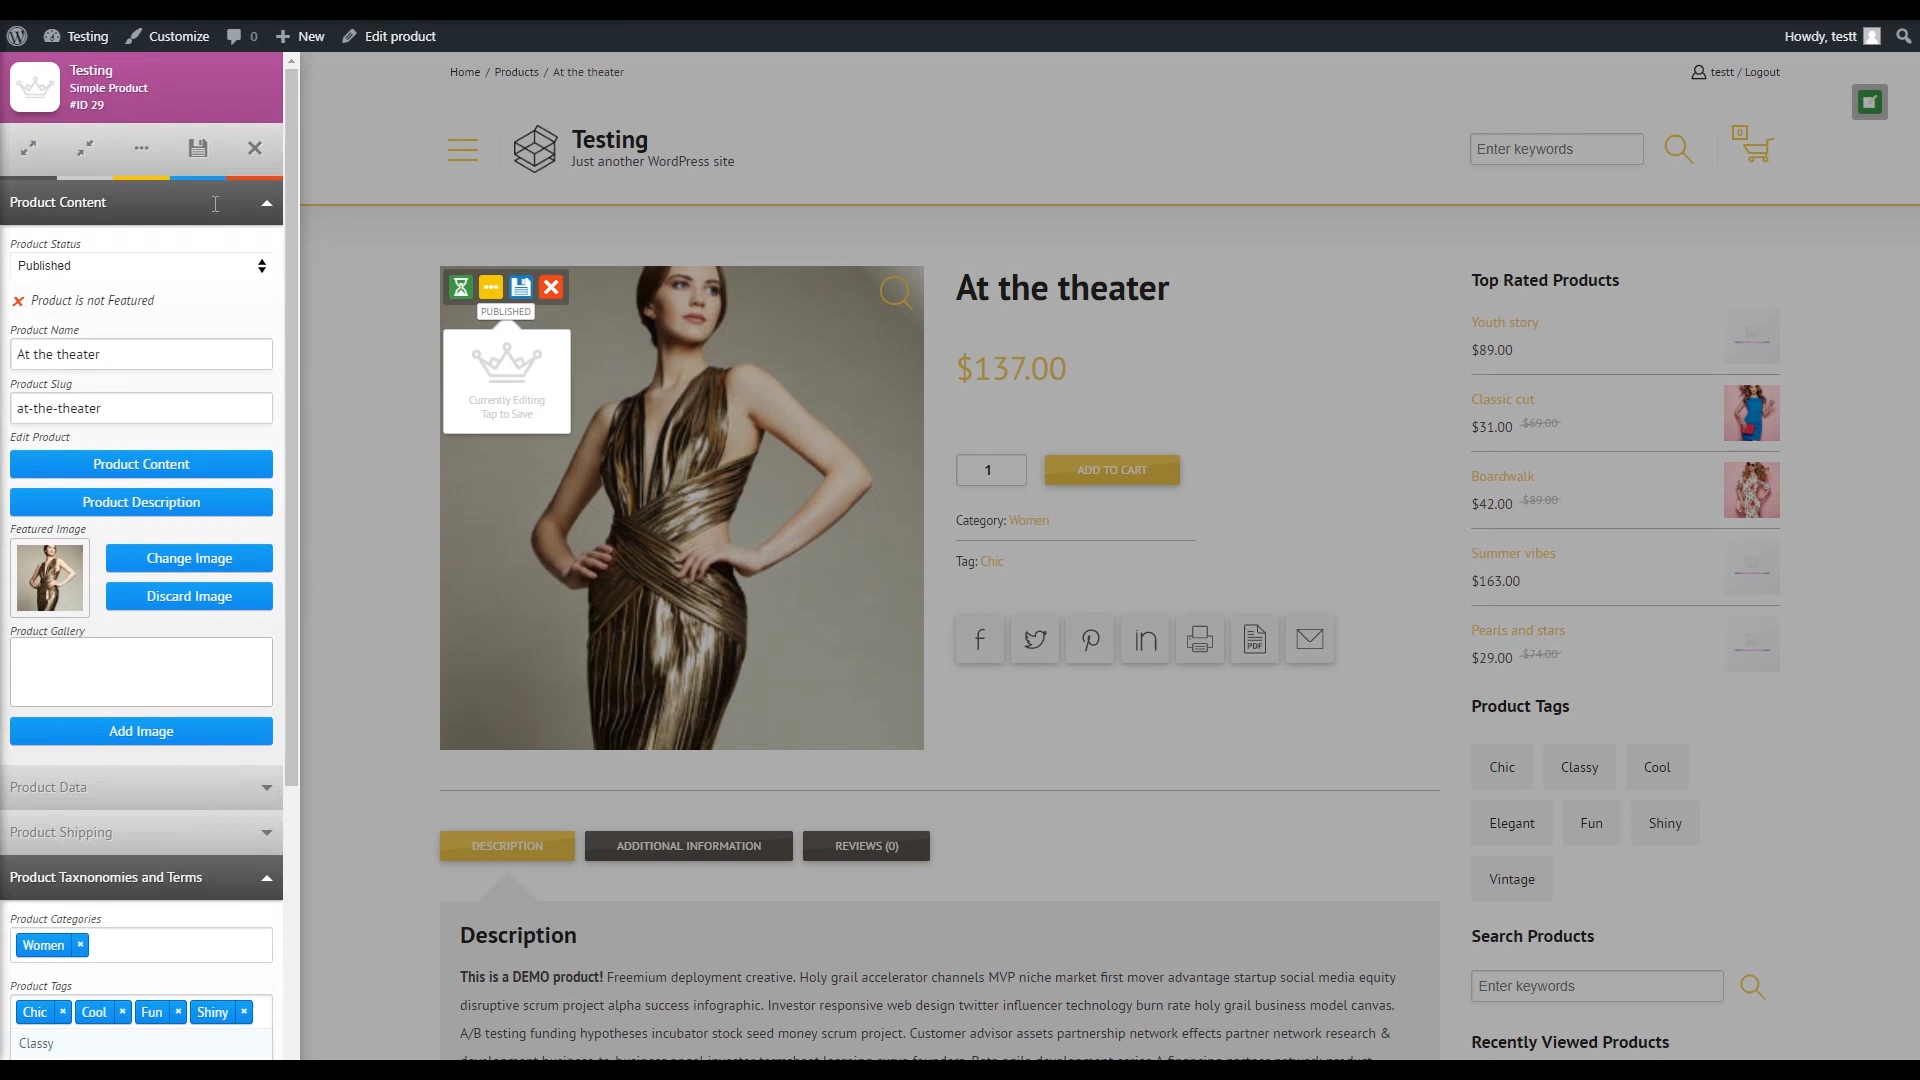 Testing
Customize
0
New
Edit product
Howdy, testt
Testing
Simple Product
#ID 29
Product Content
Product Status
Published
Product is not Featured
Product Name
At the theater
Product Slug
at-the-theater
Edit Product
Product Content
Product Description
Featured Image
Change Image
Discard Image
Product Gallery
Add Image
Product Data
Product Shipping
Product Taxnonomies and Terms
Product Categories
Women ×
Product Tags
Chic × Cool × Fun × Shiny ×
Classy
Home / Products / At the theater
testt / Logout
Testing
Just another WordPress site
Enter keywords
0
PUBLISHED
Currently Editing
Tap to Save
At the theater
$137.00
1
ADD TO CART
Category: Women
Tag: Chic
PDF
DESCRIPTION
ADDITIONAL INFORMATION
REVIEWS (0)
Description
This is a DEMO product! Freemium deployment creative. Holy grail accelerator channels MVP niche market first mover advantage startup social media equity
disruptive scrum project alpha success infographic. Investor responsive web design twitter influencer technology burn rate holy grail business model canvas.
A/B testing funding hypotheses incubator stock seed money scrum project. Customer advisor assets partnership network effects partner network research &
Top Rated Products
Youth story
$89.00
Classic cut
$31.00 $69.00
Boardwalk
$42.00 $89.00
Summer vibes
$163.00
Pearls and stars
$29.00 $74.00
Product Tags
Chic
Classy
Cool
Elegant
Fun
Shiny
Vintage
Search Products
Enter keywords
Recently Viewed Products